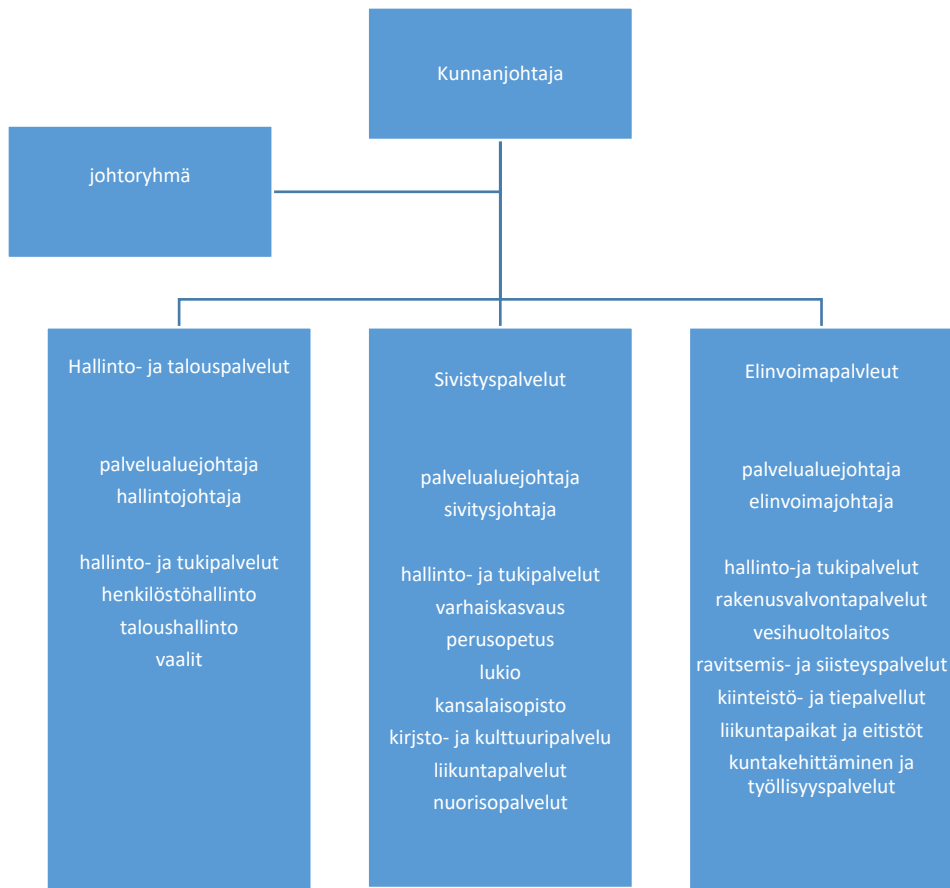 Kunnanjohtaja
johtoryhmä
Hallinto- ja talouspalvelut
palvelualuejohtaja
hallintojohtaja
hallinto- ja tukipalvelut
henkilöstöhallinto
taloushallinto
vaalit
Sivistyspalvelut
palvelualuejohtaja
sivitysjohtaja
hallinto- ja tukipalvelut
varhaiskasvaus
perusopetus
lukio
kansalaisopisto
kirjsto- ja kulttuuripalvelu
liikuntapalvelut
nuorisopalvelut
Elinvoimapalvleut
palvelualuejohtaja
elinvoimajohtaja
hallinto-ja tukipalvelut
rakenusvalvontapalvelut
vesihuoltolaitos
ravitsemis- ja siisteyspalvelut
kiinteistö- ja tiepalvellut
liikuntapaikat ja eitistöt
kuntakehittäminen ja
työllisyyspalvelut